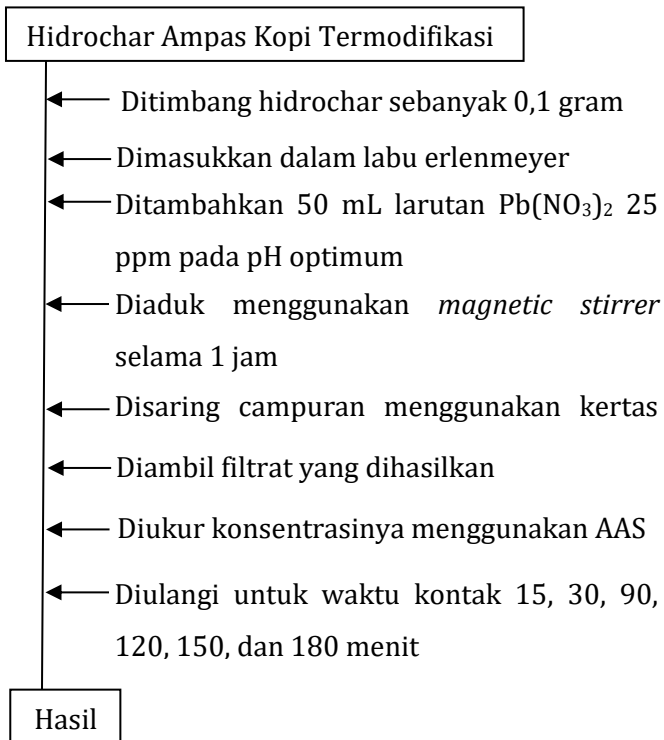 Hidrochar Ampas Kopi Termodifikasi
Ditimbang hidrochar sebanyak 0,1 gram
Dimasukkan dalam labu erlenmeyer
Ditambahkan 50 mL larutan Pb(NO₃)₂ 25
ppm pada pH optimum
Diaduk menggunakan magnetic stirrer
selama 1 jam
Disaring campuran menggunakan kertas
Diambil filtrat yang dihasilkan
Diukur konsentrasinya menggunakan AAS
Diulangi untuk waktu kontak 15, 30, 90,
120, 150, dan 180 menit
Hasil